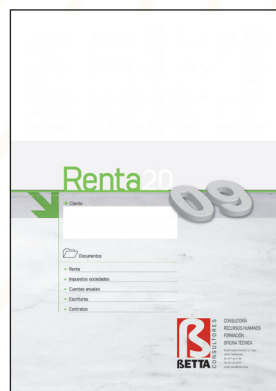 Renta2009
+ Cliente
Documentos
+ Renta
+ Impuestos sociedades
+ Cuentas anuales
+ Escrituras
+ Contratos
BETTA
CONSULTORES
CONSULTORÍA
RECURSOS HUMANOS
FORMACIÓN
OFICINA TÉCNICA